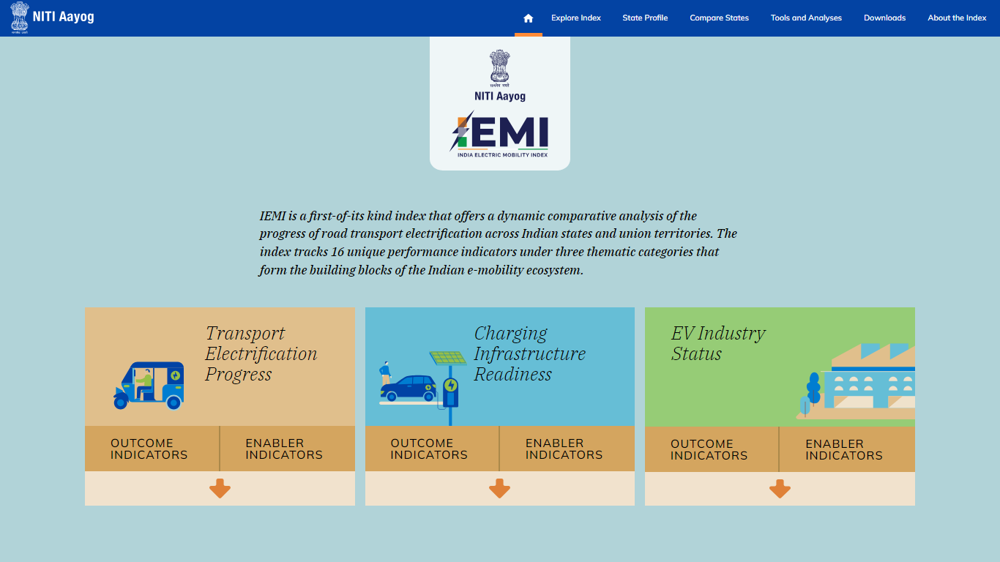 NITI Aayog
Explore Index
State Profile
Compare States
Tools and Analyses
Downloads
About the Index
सत्यमेव जयते
NITI Aayog
IEMI
INDIA ELECTRIC MOBILITY INDEX
IEMI is a first-of-its kind index that offers a dynamic comparative analysis of the
progress of road transport electrification across Indian states and union territories. The
index tracks 16 unique performance indicators under three thematic categories that
form the building blocks of the Indian e-mobility ecosystem.
Transport
Electrification
Progress
Charging
Infrastructure
Readiness
EV Industry
Status
OUTCOME
INDICATORS
ENABLER
INDICATORS
OUTCOME
INDICATORS
ENABLER
INDICATORS
OUTCOME
INDICATORS
ENABLER
INDICATORS